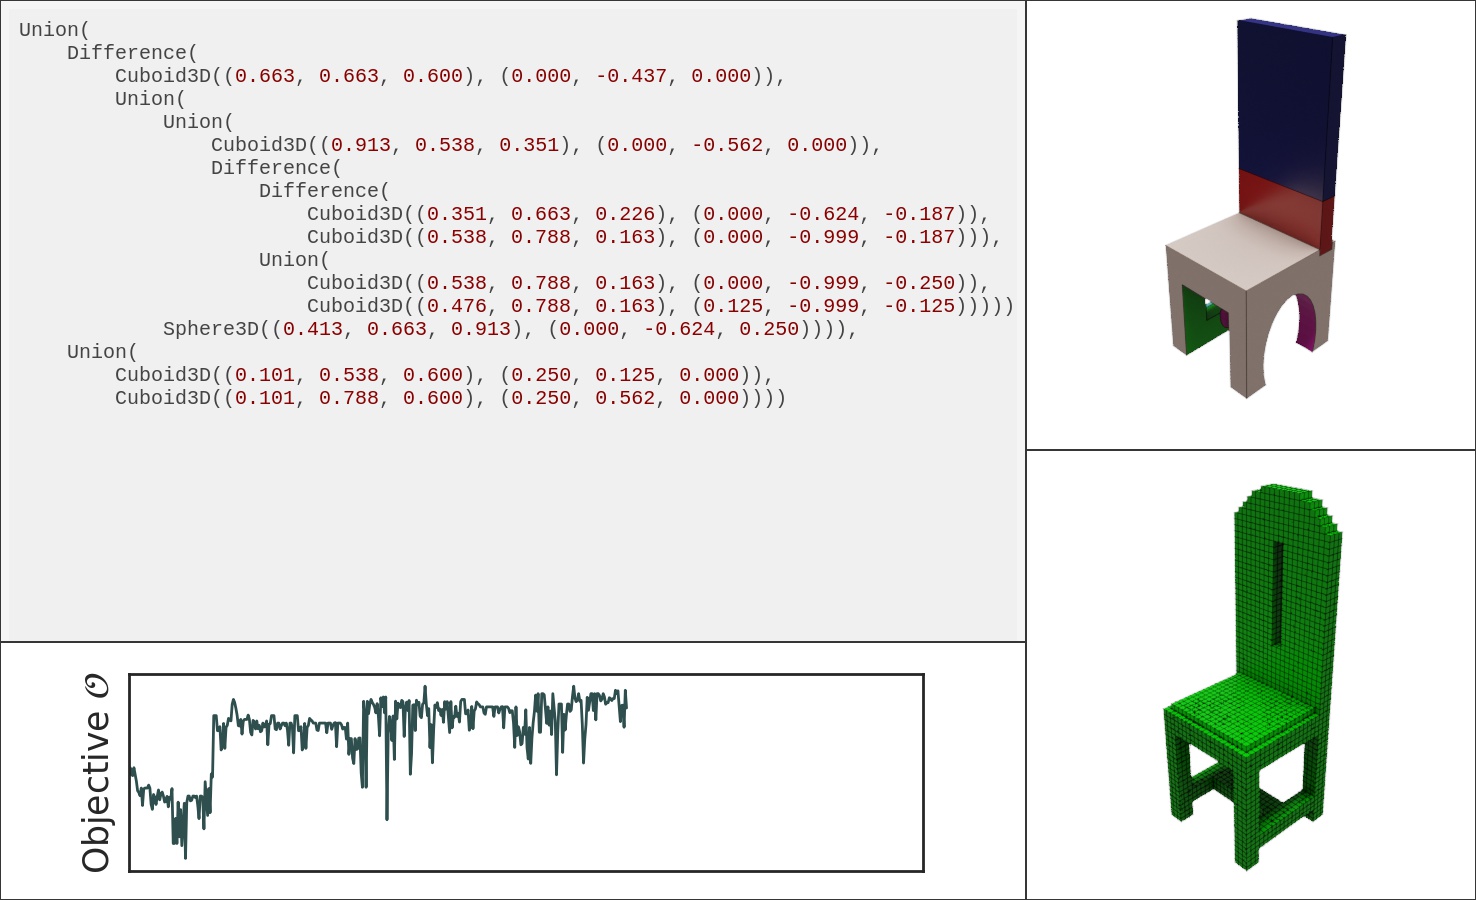 Union(
    Difference(
        Cuboid3D((0.663, 0.663, 0.600), (0.000, -0.437, 0.000)),
        Union(
            Union(
                Cuboid3D((0.913, 0.538, 0.351), (0.000, -0.562, 0.000)),
                Difference(
                    Difference(
                        Cuboid3D((0.351, 0.663, 0.226), (0.000, -0.624, -0.187)),
                        Cuboid3D((0.538, 0.788, 0.163), (0.000, -0.999, -0.187))),
                    Union(
                        Cuboid3D((0.538, 0.788, 0.163), (0.000, -0.999, -0.250)),
                        Cuboid3D((0.476, 0.788, 0.163), (0.125, -0.999, -0.125)))))
            Sphere3D((0.413, 0.663, 0.913), (0.000, -0.624, 0.250)))),
    Union(
        Cuboid3D((0.101, 0.538, 0.600), (0.250, 0.125, 0.000)),
        Cuboid3D((0.101, 0.788, 0.600), (0.250, 0.562, 0.000))))
Objective 𝒪